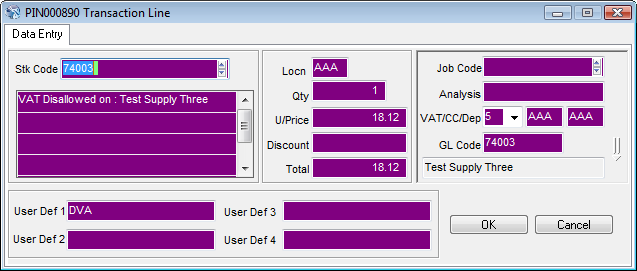 PIN000890 Transaction Line
Data Entry
Stk Code 74003
VAT Disallowed on : Test Supply Three
Locn AAA
Qty 1
U/Price 18.12
Discount
Total 18.12
Job Code
Analysis
VAT/CC/Dep 5 AAA AAA
GL Code 74003
Test Supply Three
User Def 1 DVA
User Def 3
User Def 2
User Def 4
OK
Cancel